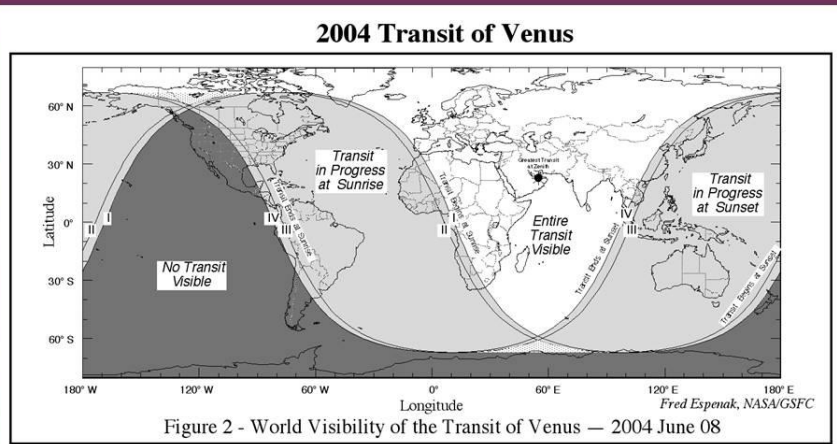 2004 Transit of Venus
60° N
30° N
0°
30° S
60° S
Latitude
Transit
in Progress
at Sunrise
Greatest Transit
at Zenith
Transit
in Progress
at Sunset
Entire
Transit
Visible
No Transit
Visible
II
I
IV
III
Transit Ends at Sunrise
II
I
Transit Begins at Sunrise
IV
III
Transit Ends at Sunset
Transit Begins at Sunset
180° W
120° W
60° W
0°
60° E
120° E
180° E
Longitude
Fred Espenak, NASA/GSFC
Figure 2 - World Visibility of the Transit of Venus — 2004 June 08